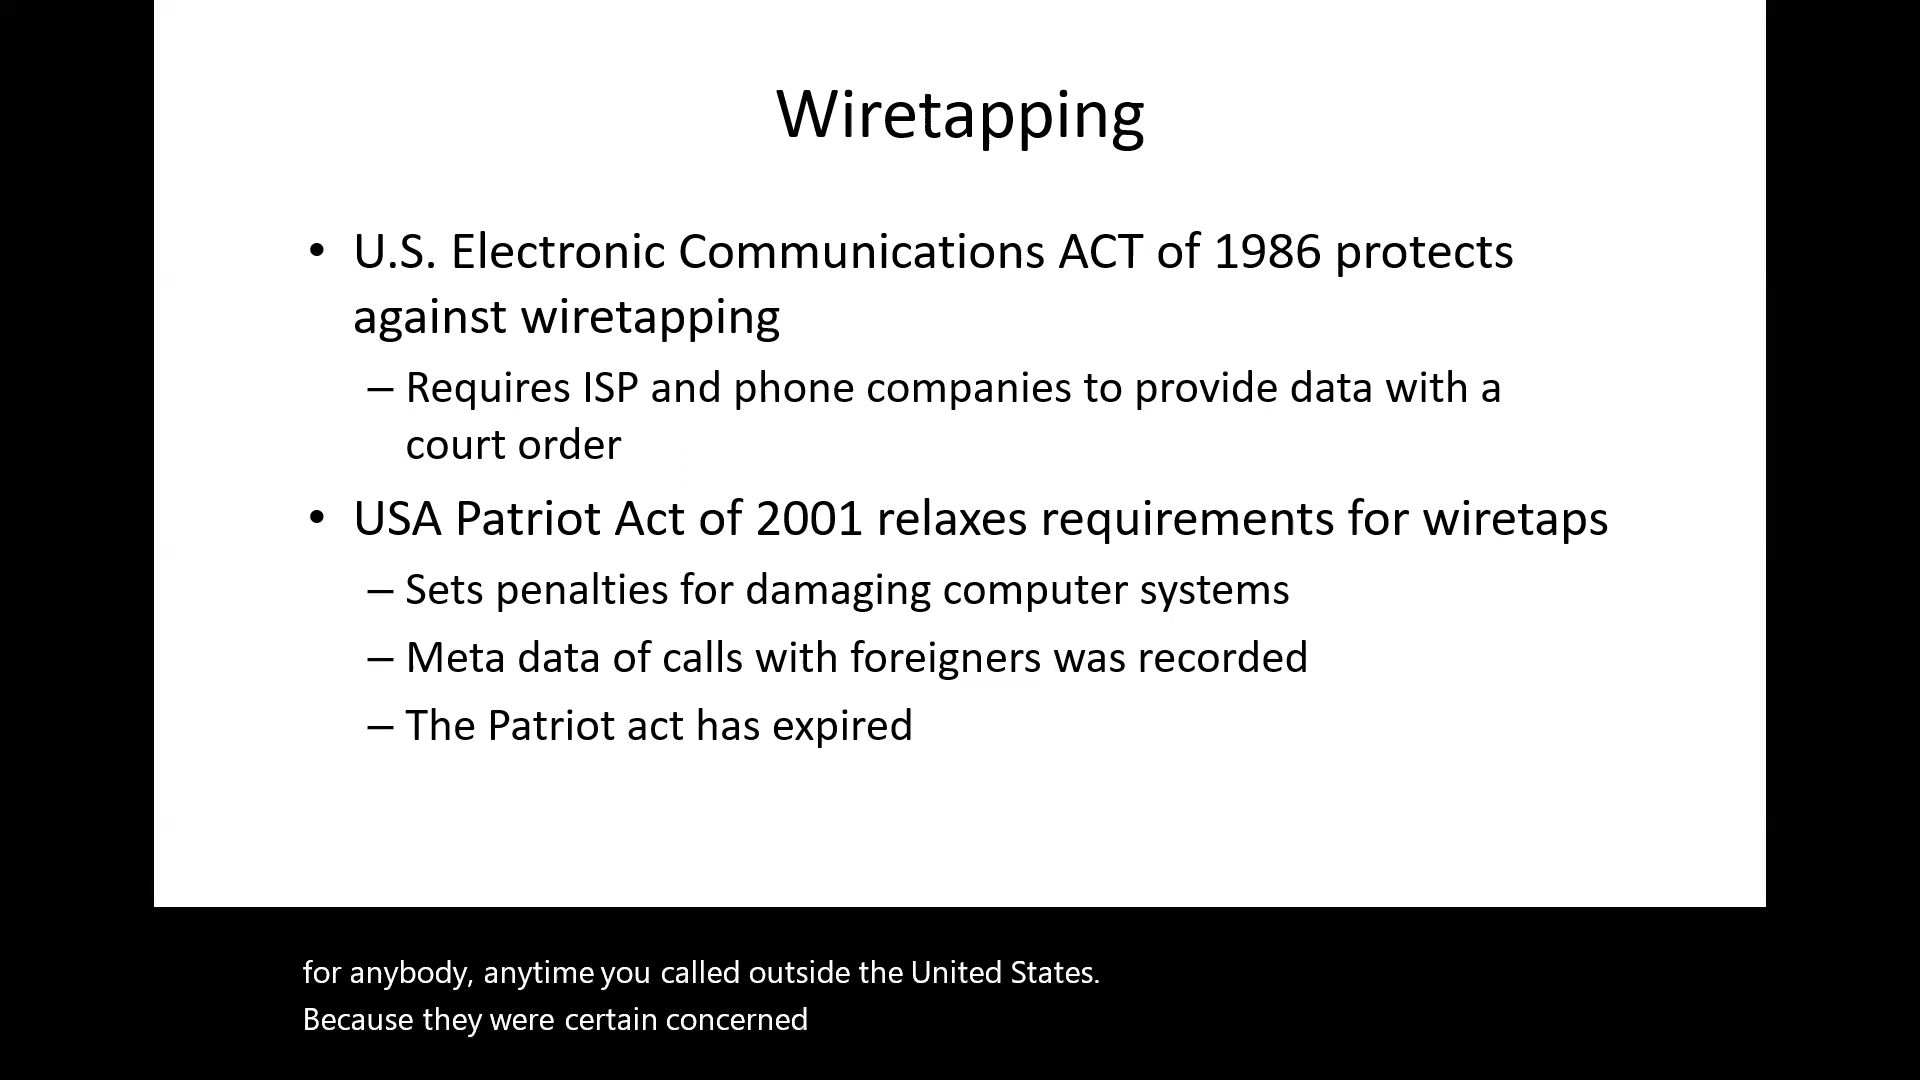 Wiretapping
• U.S. Electronic Communications ACT of 1986 protects
against wiretapping
– Requires ISP and phone companies to provide data with a
court order
• USA Patriot Act of 2001 relaxes requirements for wiretaps
– Sets penalties for damaging computer systems
– Meta data of calls with foreigners was recorded
– The Patriot act has expired
for anybody, anytime you called outside the United States.
Because they were certain concerned